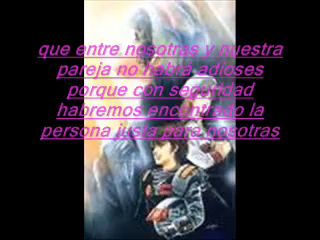 que entre nosotras y nuestra
pareja no habrá adioses
porque con seguridad
habremos encontrado la
persona justa para nosotras